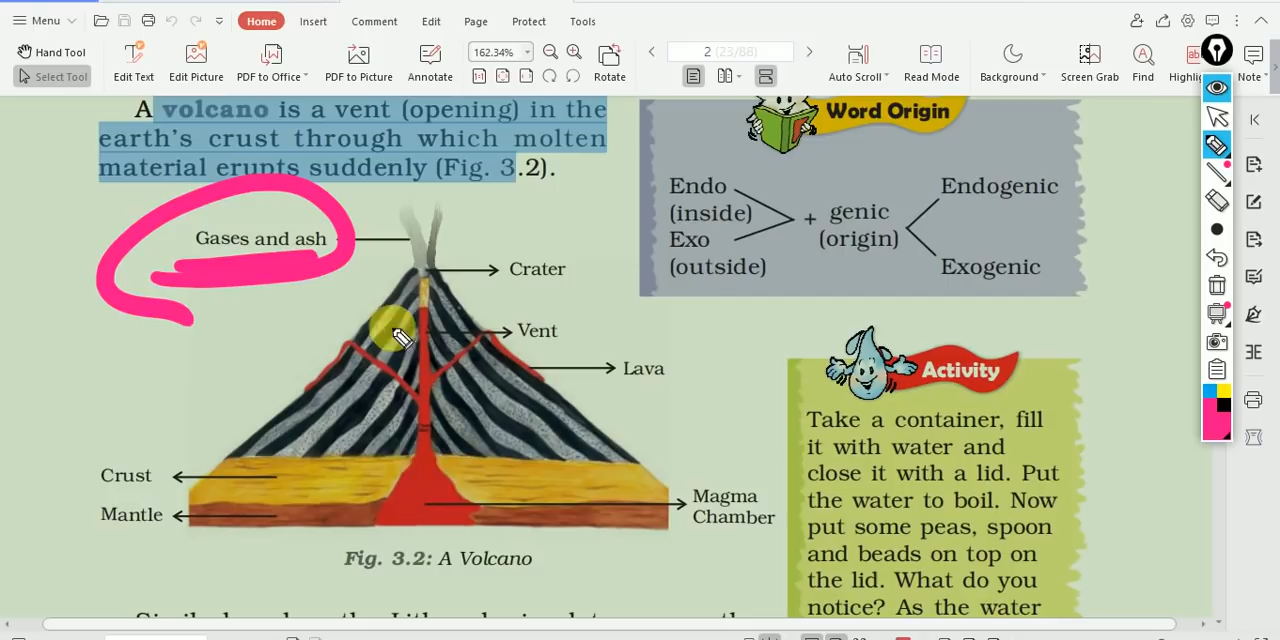 Menu
Home
Insert
Comment
Edit
Page
Protect
Tools
Hand Tool
Select Tool
Edit Text
Edit Picture
PDF to Office
PDF to Picture
Annotate
162.34%
Rotate
2 (23/88)
Auto Scroll
Read Mode
Background
Screen Grab
Find
Note
A volcano is a vent (opening) in the
earth's crust through which molten
material erupts suddenly (Fig. 3.2).
Gases and ash
Crater
Vent
Lava
Crust
Mantle
Magma
Chamber
Fig. 3.2: A Volcano
Word Origin
Endo
(inside)
Exo
(outside)
+ genic
(origin)
Endogenic
Exogenic
Activity
Take a container, fill
it with water and
close it with a lid. Put
the water to boil. Now
put some peas, spoon
and beads on top on
the lid. What do you
notice? As the water